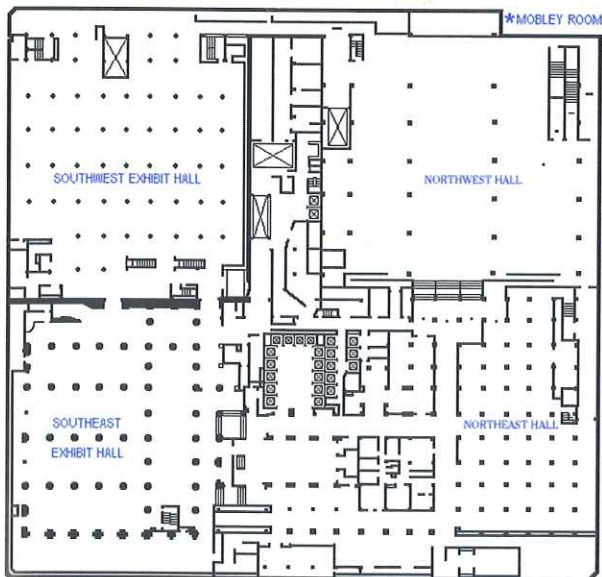 *MOBLEY ROOM
SOUTHWEST EXHIBIT HALL
NORTHWEST HALL
SOUTHEAST
EXHIBIT HALL
NORTHEAST HALL